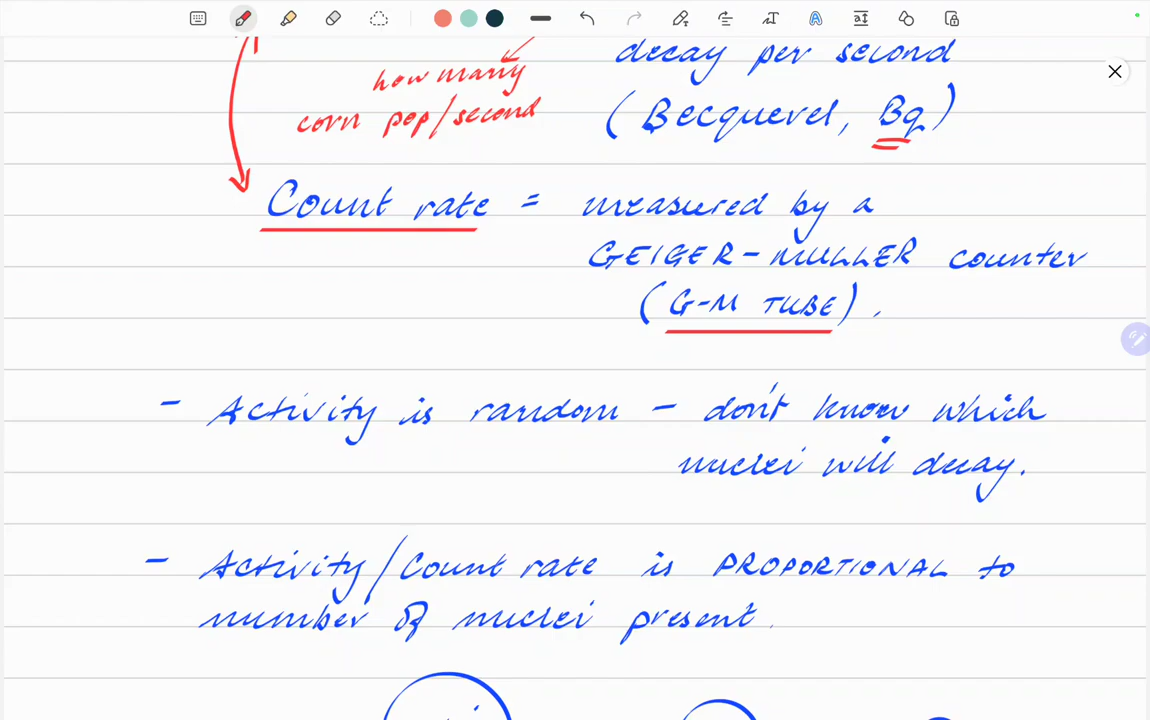 how many
decay per second
corn pop/second
(Becquerel, Bq)
Count rate = measured by a
GEIGER-MULLER counter
(G-M TUBE).
- Activity is random - don't know which
nuclei will decay.
- Activity/Count rate is PROPORTIONAL to
number of nuclei present.